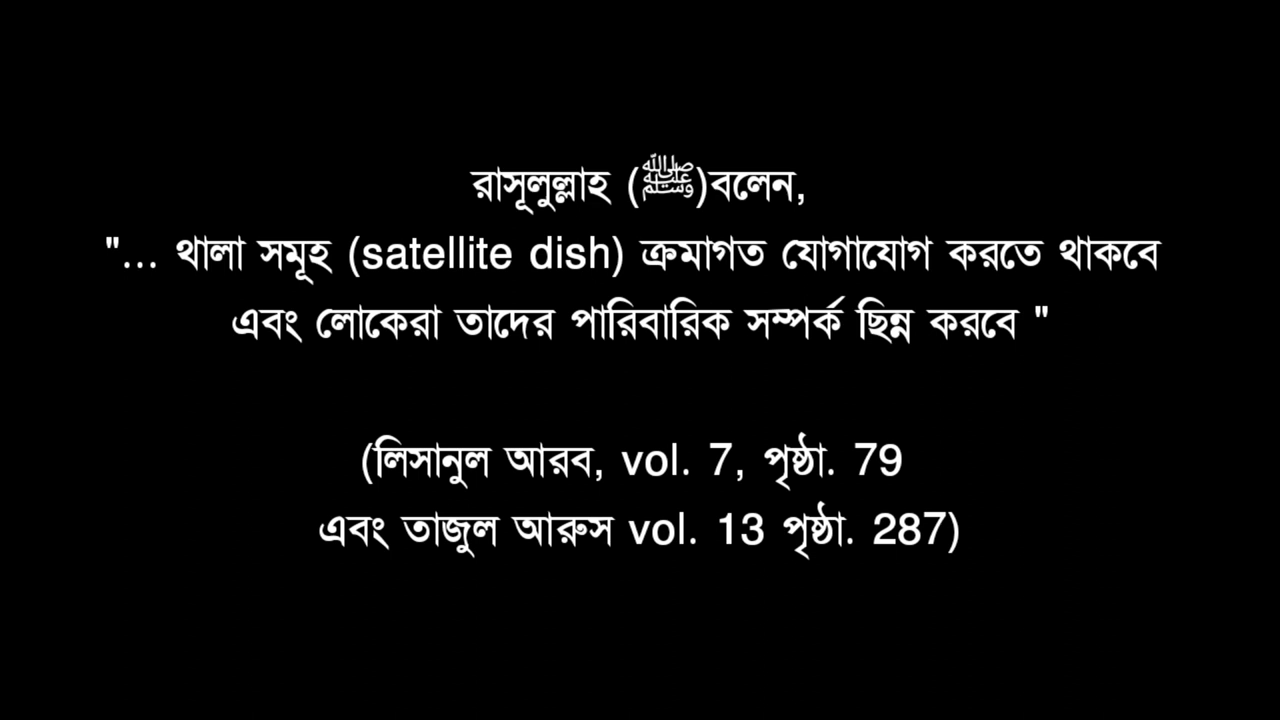 রাসূলুল্লাহ (ﷺ)বলেন,
"... থালা সমূহ (satellite dish) ক্রমাগত যোগাযোগ করতে থাকবে
এবং লোকেরা তাদের পারিবারিক সম্পর্ক ছিন্ন করবে "
(লিসানুল আরব, vol. 7, পৃষ্ঠা. 79
এবং তাজুল আরুস vol. 13 পৃষ্ঠা. 287)